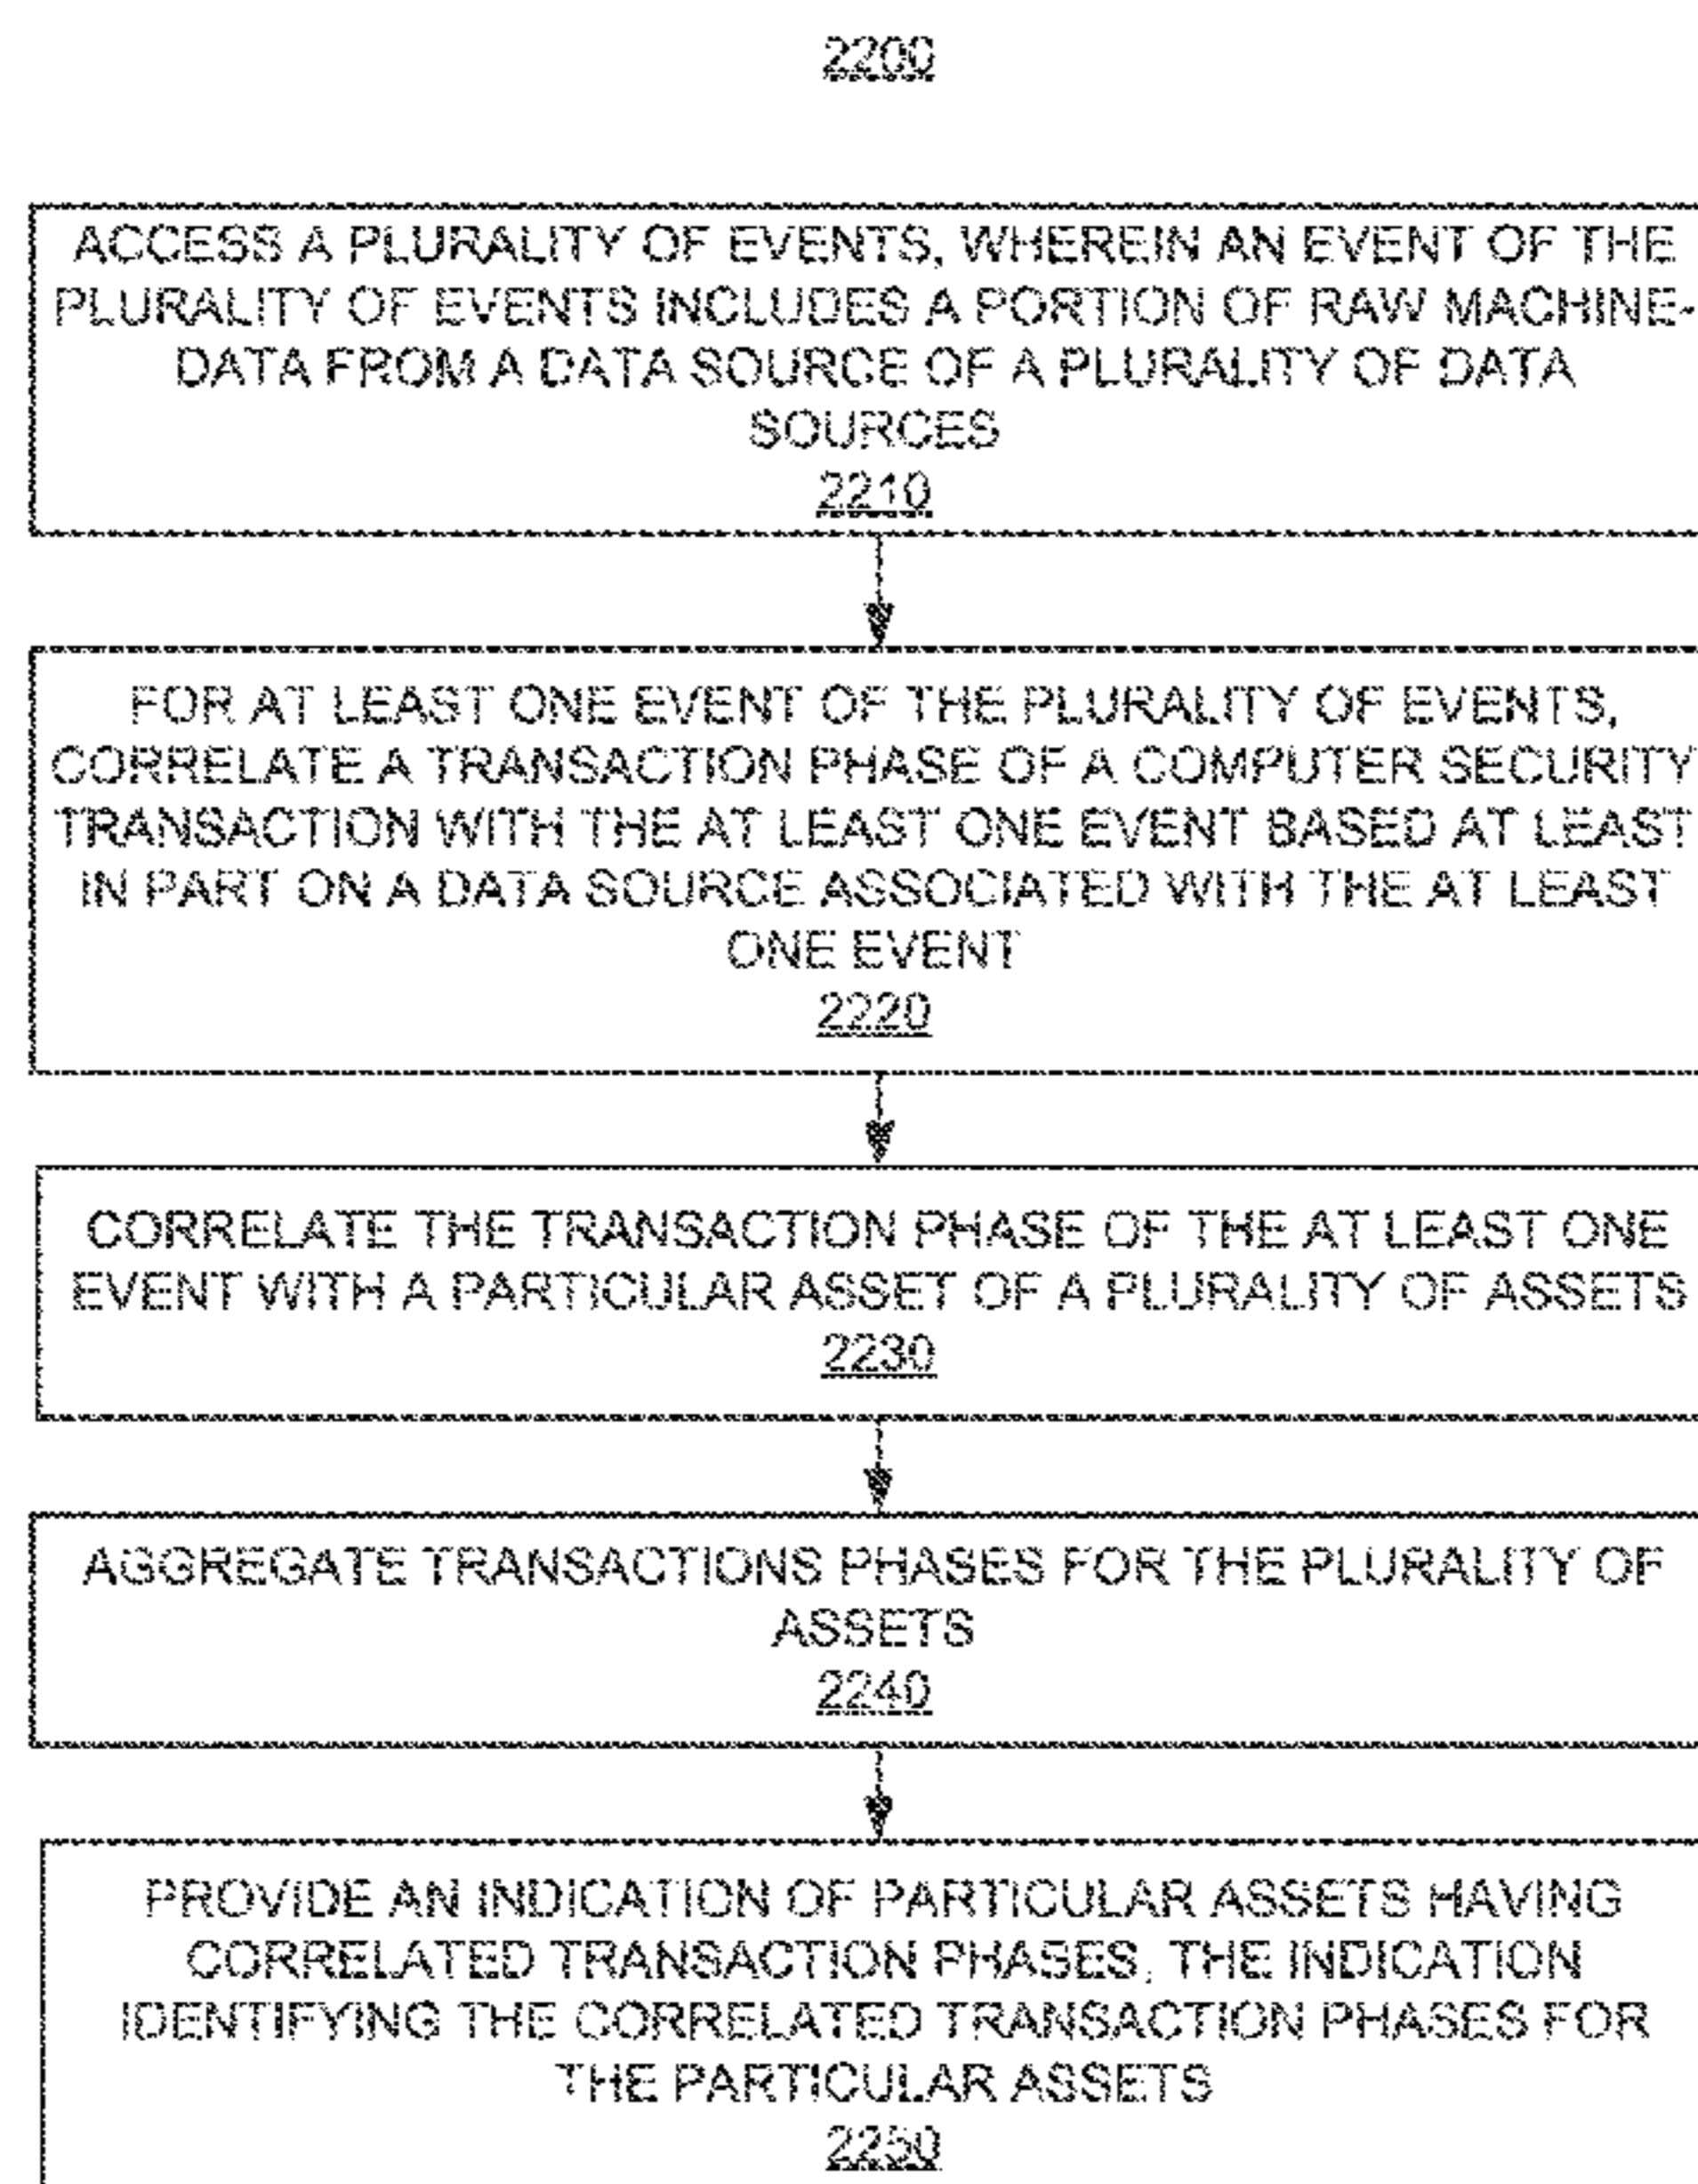 2200
ACCESS A PLURALITY OF EVENTS, WHEREIN AN EVENT OF THE
PLURALITY OF EVENTS INCLUDES A PORTION OF RAW MACHINE-
DATA FROM A DATA SOURCE OF A PLURALITY OF DATA
SOURCES
2210
FOR AT LEAST ONE EVENT OF THE PLURALITY OF EVENTS,
CORRELATE A TRANSACTION PHASE OF A COMPUTER SECURITY
TRANSACTION WITH THE AT LEAST ONE EVENT BASED AT LEAST
IN PART ON A DATA SOURCE ASSOCIATED WITH THE AT LEAST
ONE EVENT
2220
CORRELATE THE TRANSACTION PHASE OF THE AT LEAST ONE
EVENT WITH A PARTICULAR ASSET OF A PLURALITY OF ASSETS
2230
AGGREGATE TRANSACTIONS PHASES FOR THE PLURALITY OF
ASSETS
2240
PROVIDE AN INDICATION OF PARTICULAR ASSETS HAVING
CORRELATED TRANSACTION PHASES, THE INDICATION
IDENTIFYING THE CORRELATED TRANSACTION PHASES FOR
THE PARTICULAR ASSETS
2250